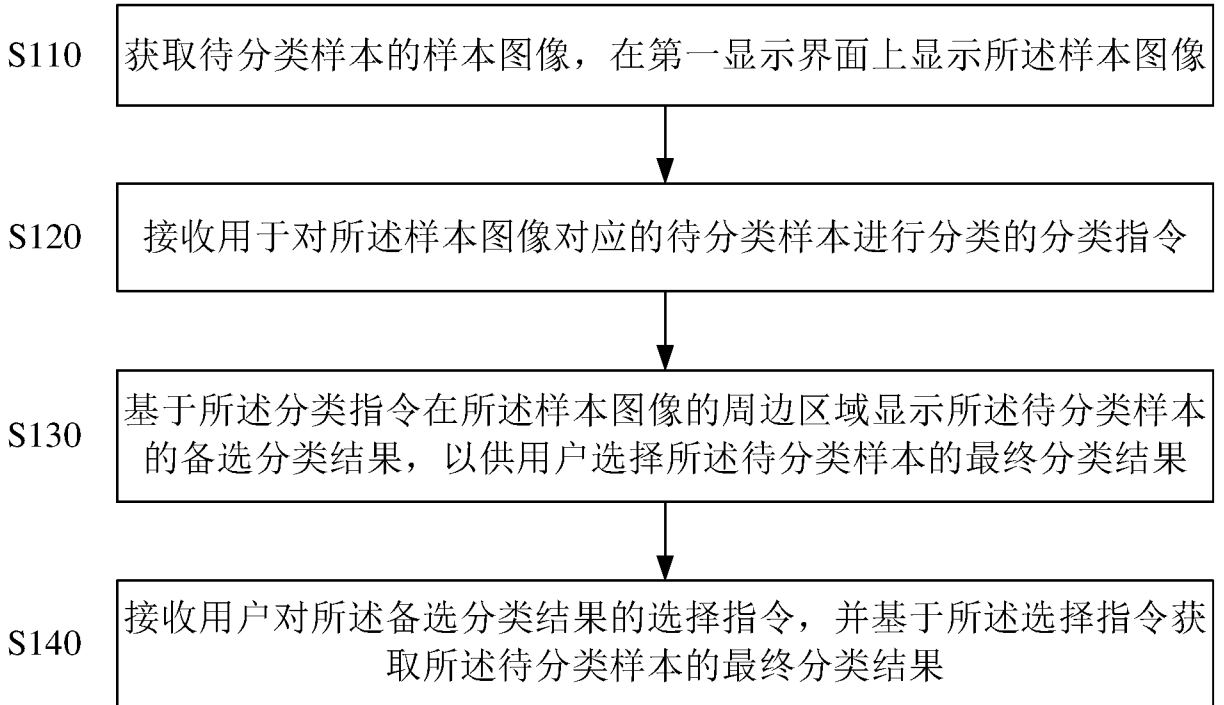 S110 获取待分类样本的样本图像，在第一显示界面上显示所述样本图像
S120 接收用于对所述样本图像对应的待分类样本进行分类的分类指令
S130 基于所述分类指令在所述样本图像的周边区域显示所述待分类样本
的备选分类结果，以供用户选择所述待分类样本的最终分类结果
S140 接收用户对所述备选分类结果的选择指令，并基于所述选择指令获
取所述待分类样本的最终分类结果